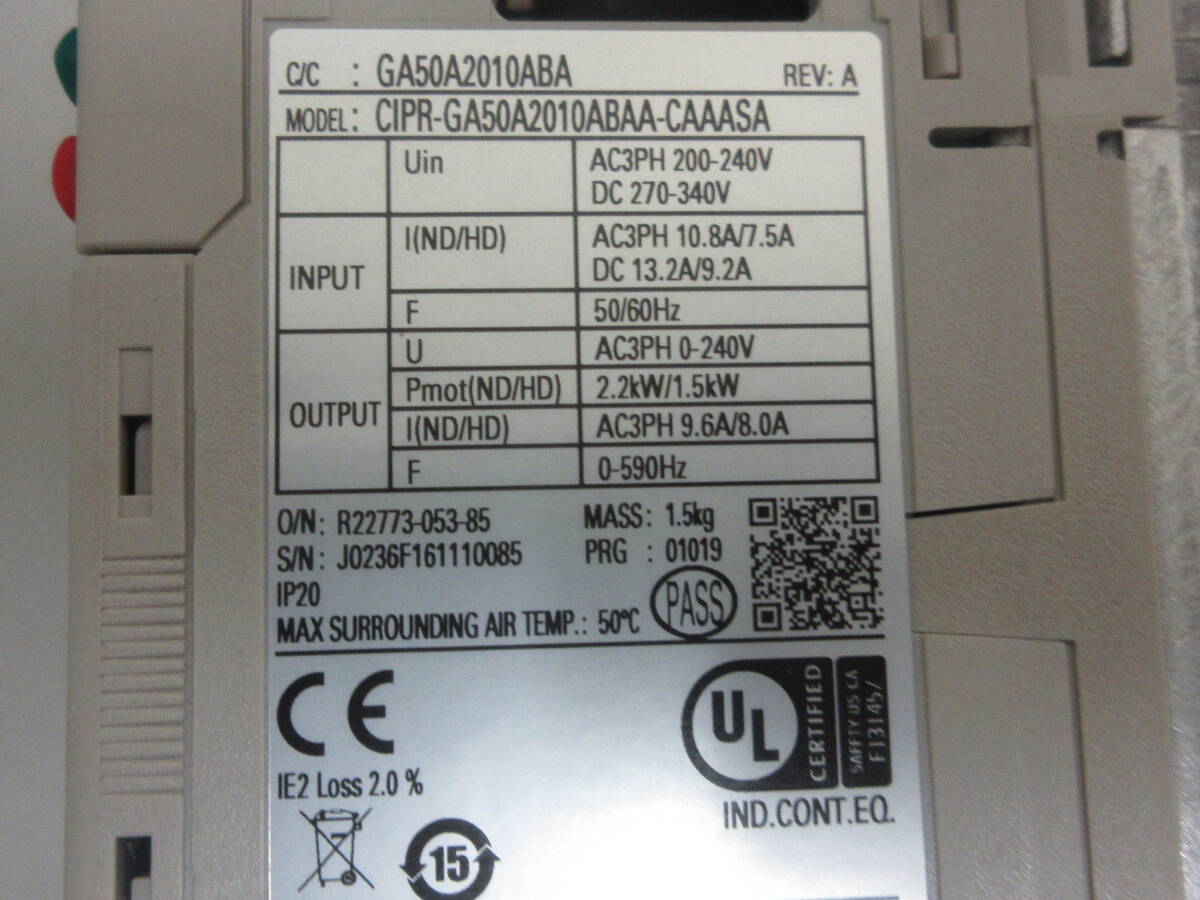 C/C : GA50A2010ABA REV: A
MODEL: CIPR-GA50A2010ABAA-CAAASA
Uin AC3PH 200-240V
DC 270-340V
INPUT
I(ND/HD) AC3PH 10.8A/7.5A
DC 13.2A/9.2A
F 50/60Hz
OUTPUT
U AC3PH 0-240V
Pmot(ND/HD) 2.2kW/1.5kW
I(ND/HD) AC3PH 9.6A/8.0A
F 0-590Hz
O/N: R22773-053-85 MASS: 1.5kg
S/N: J0236F161110085 PRG : 01019
IP20
PASS
MAX SURROUNDING AIR TEMP.: 50℃
CE
UL CERTIFIED
SAFETY US-CA
IE2 Loss 2.0 %
IND.CONT.EQ.
15